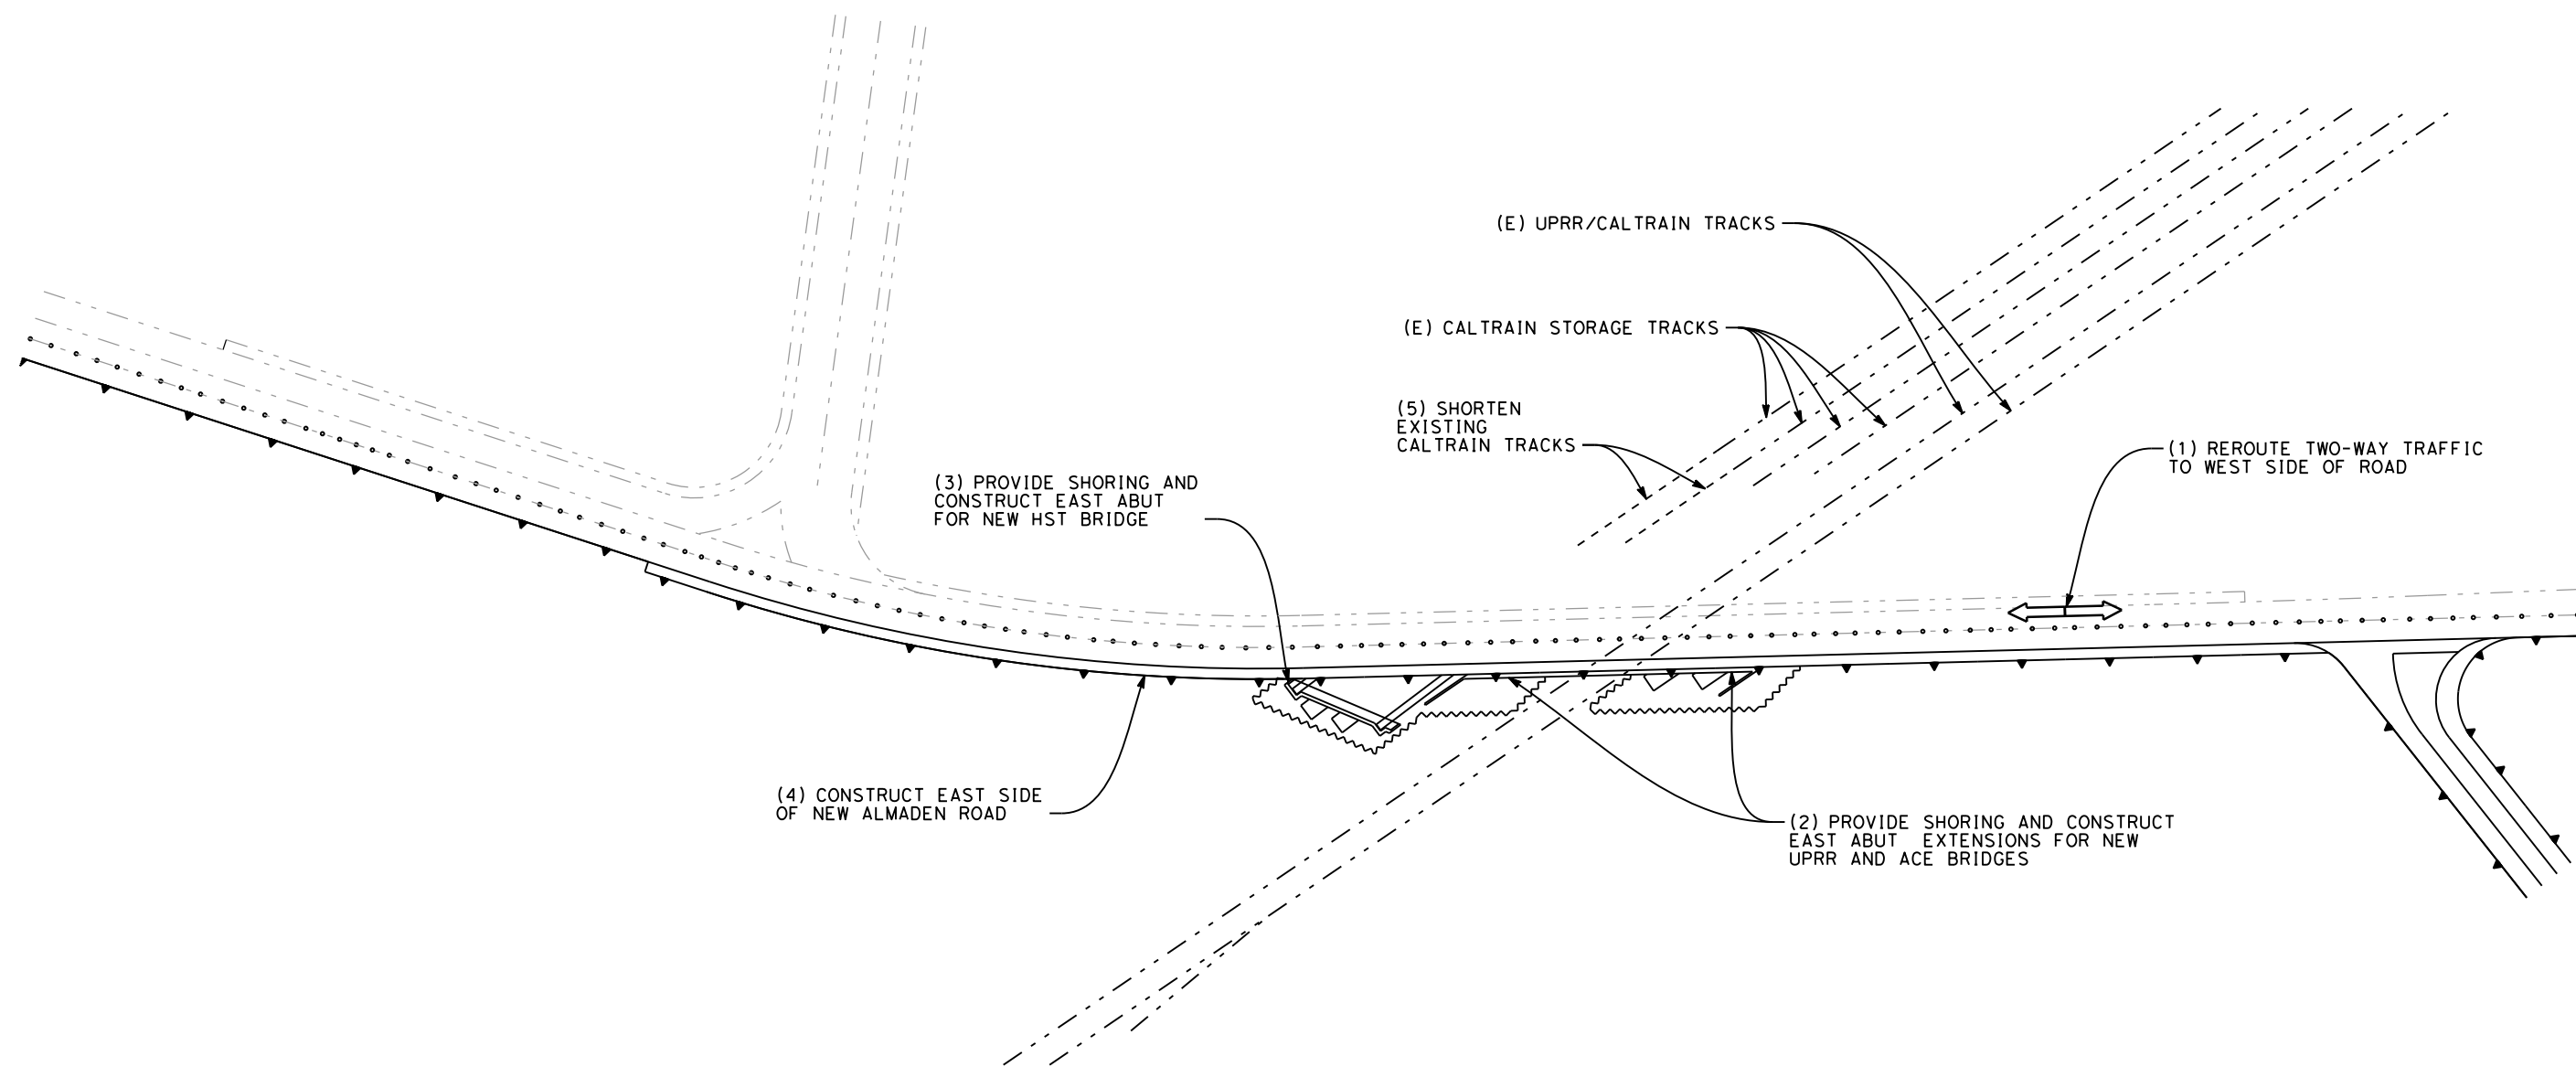 (E) UPRR/CALTRAIN TRACKS
(E) CALTRAIN STORAGE TRACKS
(5) SHORTEN
EXISTING
CALTRAIN TRACKS
(1) REROUTE TWO-WAY TRAFFIC
TO WEST SIDE OF ROAD
(3) PROVIDE SHORING AND
CONSTRUCT EAST ABUT
FOR NEW HST BRIDGE
(4) CONSTRUCT EAST SIDE
OF NEW ALMADEN ROAD
(2) PROVIDE SHORING AND CONSTRUCT
EAST ABUT EXTENSIONS FOR NEW
UPRR AND ACE BRIDGES